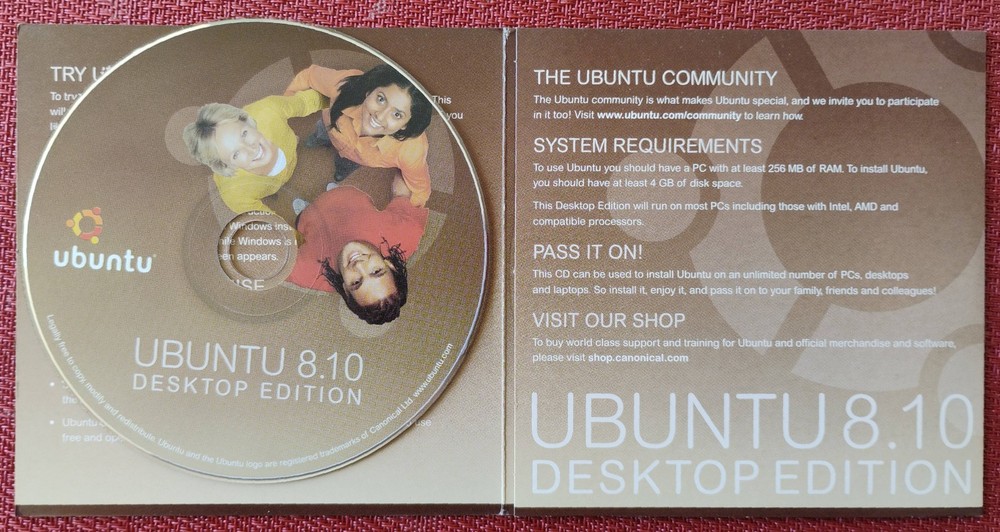 TRY
To try
This
will
you
ubuntu
Windows inst
Windows is
en appears.
USE
UBUNTU 8.10
DESKTOP EDITION
Legally free to copy, modify and redistribute. Ubuntu and the Ubuntu logo are registered trademarks of Canonical Ltd. www.ubuntu.com
the
• Ubuntu
use
free and op
THE UBUNTU COMMUNITY
The Ubuntu community is what makes Ubuntu special, and we invite you to participate
in it too! Visit www.ubuntu.com/community to learn how.
SYSTEM REQUIREMENTS
To use Ubuntu you should have a PC with at least 256 MB of RAM. To install Ubuntu,
you should have at least 4 GB of disk space.
This Desktop Edition will run on most PCs including those with Intel, AMD and
compatible processors.
PASS IT ON!
This CD can be used to install Ubuntu on an unlimited number of PCs, desktops
and laptops. So install it, enjoy it, and pass it on to your family, friends and colleagues!
VISIT OUR SHOP
To buy world class support and training for Ubuntu and official merchandise and software,
please visit shop.canonical.com
UBUNTU 8.10
DESKTOP EDITION